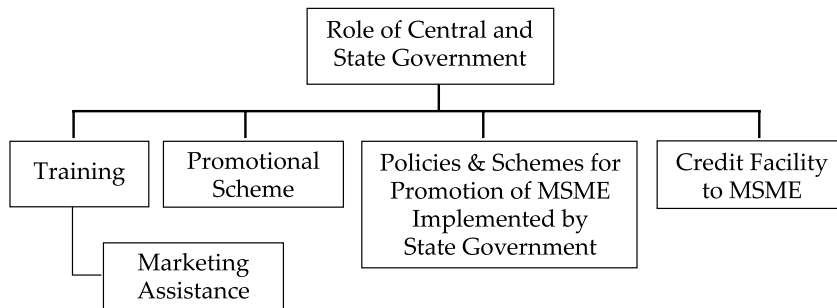 Role of Central and
State Government
Training
Promotional
Scheme
Policies & Schemes for
Promotion of MSME
Implemented by
State Government
Credit Facility
to MSME
Marketing
Assistance